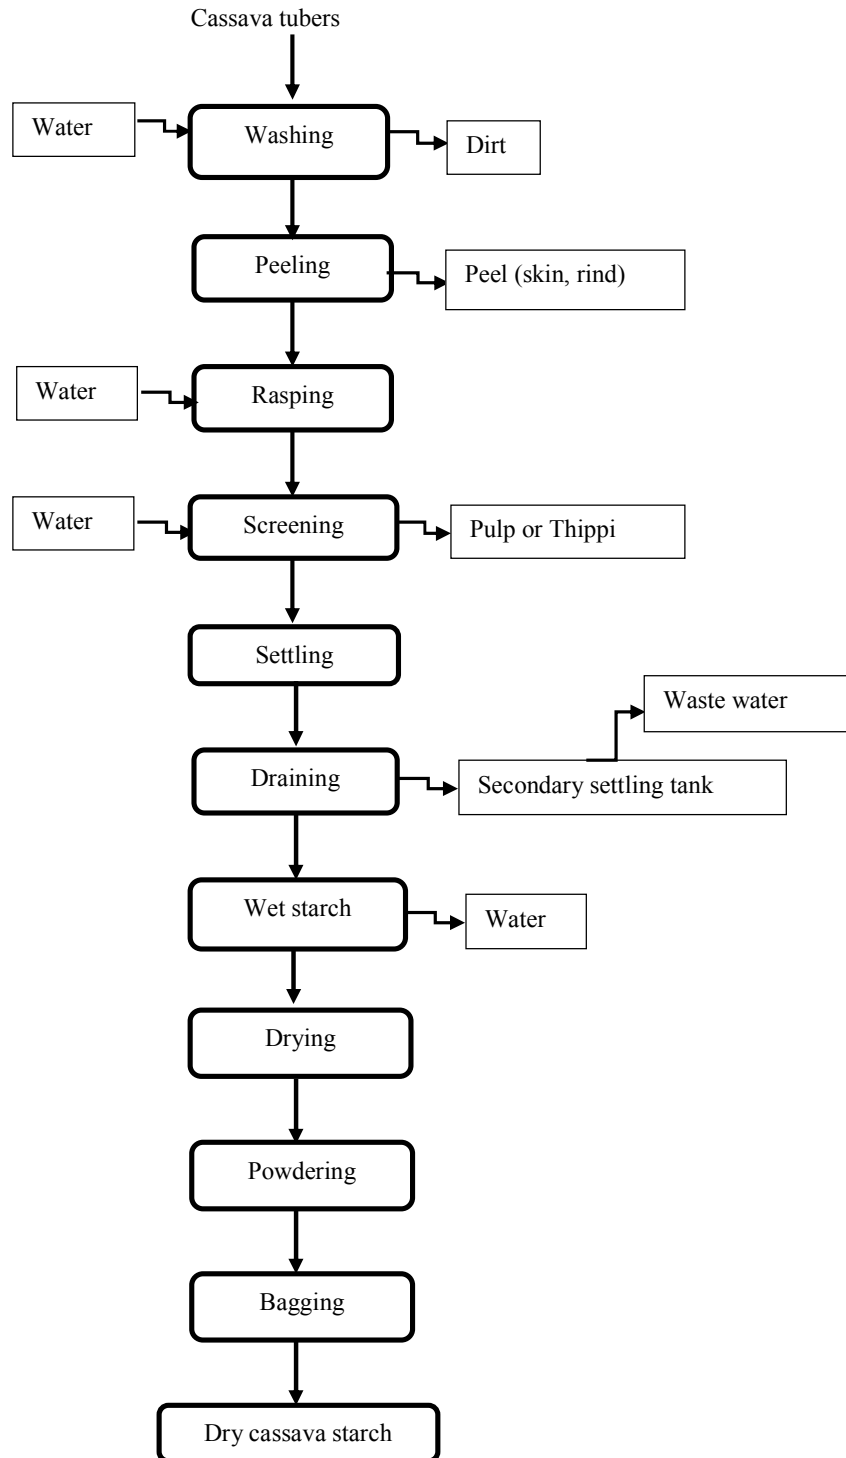 Cassava tubers
Water
Washing
Dirt
Peeling
Peel (skin, rind)
Water
Rasping
Water
Screening
Pulp or Thippi
Settling
Waste water
Draining
Secondary settling tank
Wet starch
Water
Drying
Powdering
Bagging
Dry cassava starch